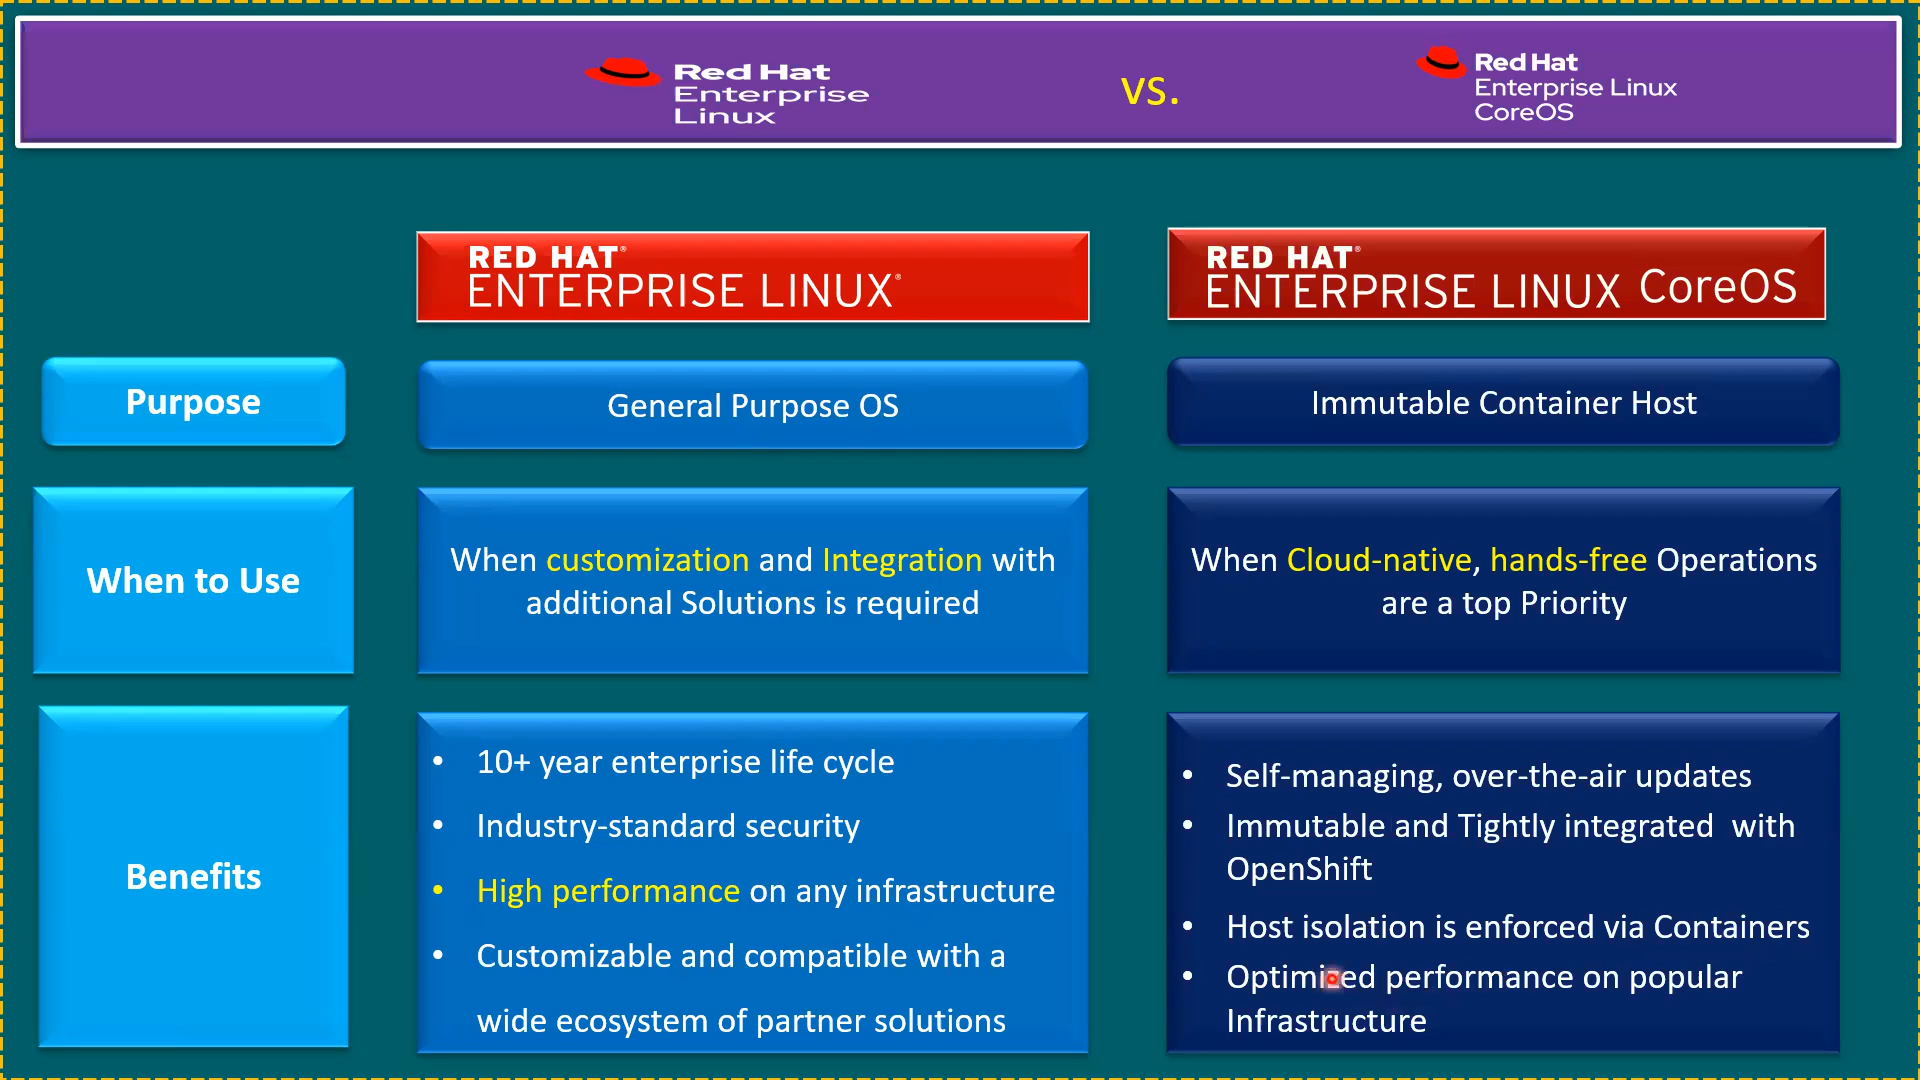 Red Hat
Enterprise
Linux
vs.
Red Hat
Enterprise Linux
CoreOS
RED HAT®
ENTERPRISE LINUX®
RED HAT®
ENTERPRISE LINUX CoreOS
Purpose
General Purpose OS
Immutable Container Host
When to Use
When customization and Integration with
additional Solutions is required
When Cloud-native, hands-free Operations
are a top Priority
Benefits
• 10+ year enterprise life cycle
• Industry-standard security
• High performance on any infrastructure
• Customizable and compatible with a
wide ecosystem of partner solutions
• Self-managing, over-the-air updates
• Immutable and Tightly integrated with
OpenShift
• Host isolation is enforced via Containers
• Optimized performance on popular
Infrastructure